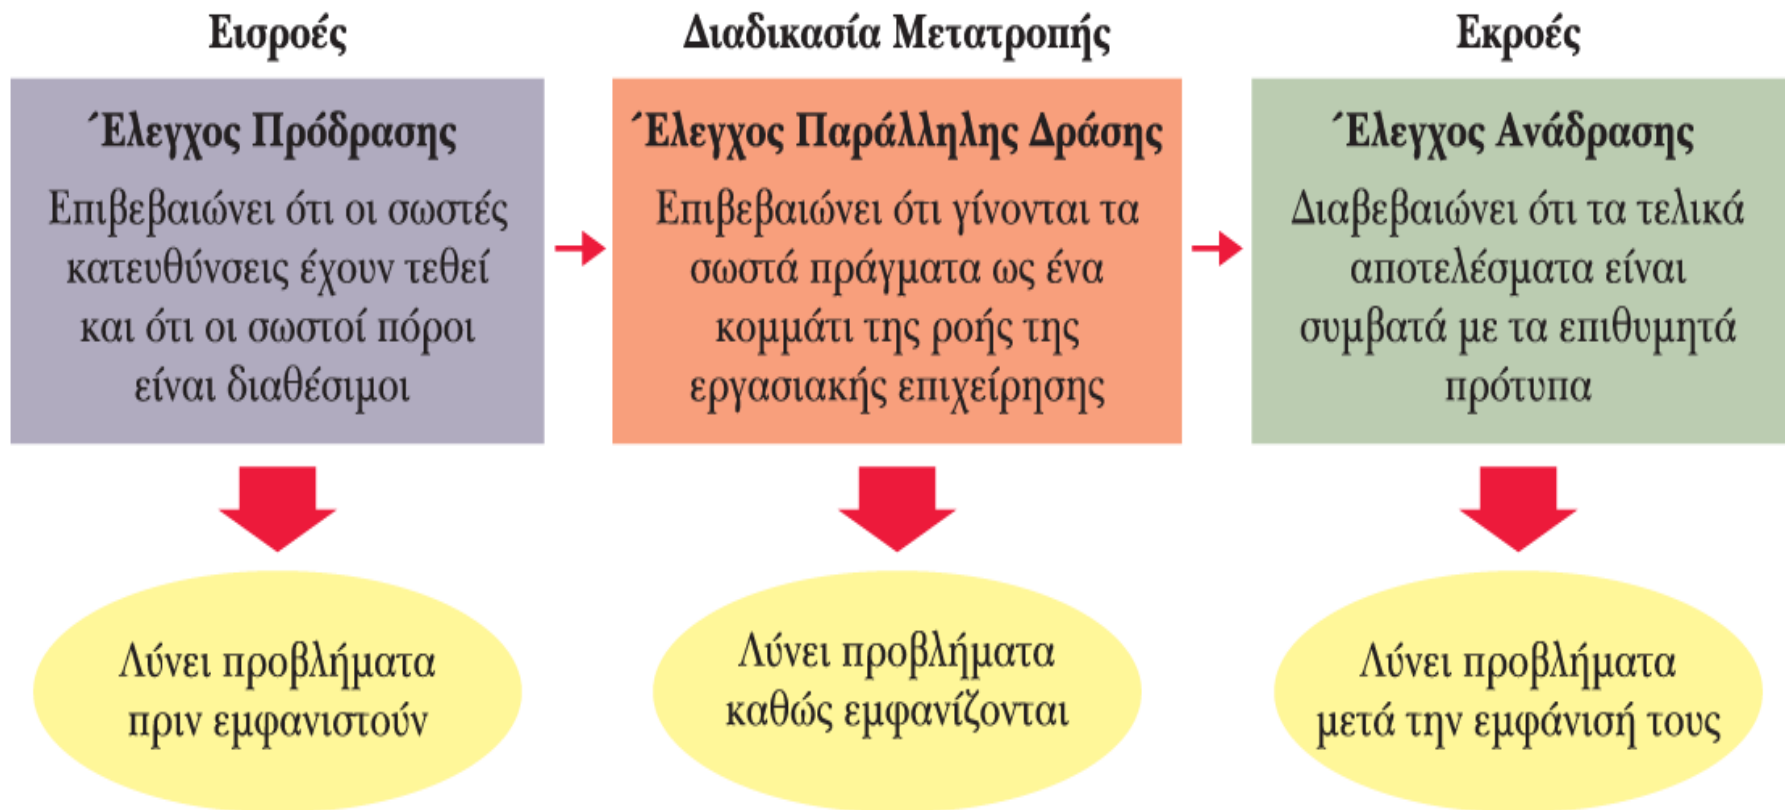 Εισροές
Έλεγχος Πρόδρασης
Επιβεβαιώνει ότι οι σωστές
κατευθύνσεις έχουν τεθεί
και ότι οι σωστοί πόροι
είναι διαθέσιμοι
Λύνει προβλήματα
πριν εμφανιστούν
Διαδικασία Μετατροπής
Έλεγχος Παράλληλης Δράσης
Επιβεβαιώνει ότι γίνονται τα
σωστά πράγματα ως ένα
κομμάτι της ροής της
εργασιακής επιχείρησης
Λύνει προβλήματα
καθώς εμφανίζονται
Εκροές
Έλεγχος Ανάδρασης
Διαβεβαιώνει ότι τα τελικά
αποτελέσματα είναι
συμβατά με τα επιθυμητά
πρότυπα
Λύνει προβλήματα
μετά την εμφάνισή τους